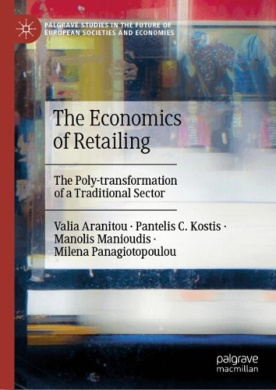 PALGRAVE STUDIES IN THE FUTURE OF
EUROPEAN SOCIETIES AND ECONOMIES
The Economics
of Retailing
The Poly-transformation
of a Traditional Sector
Valia Aranitou · Pantelis C. Kostis ·
Manolis Manioudis ·
Milena Panagiotopoulou
palgrave
macmillan